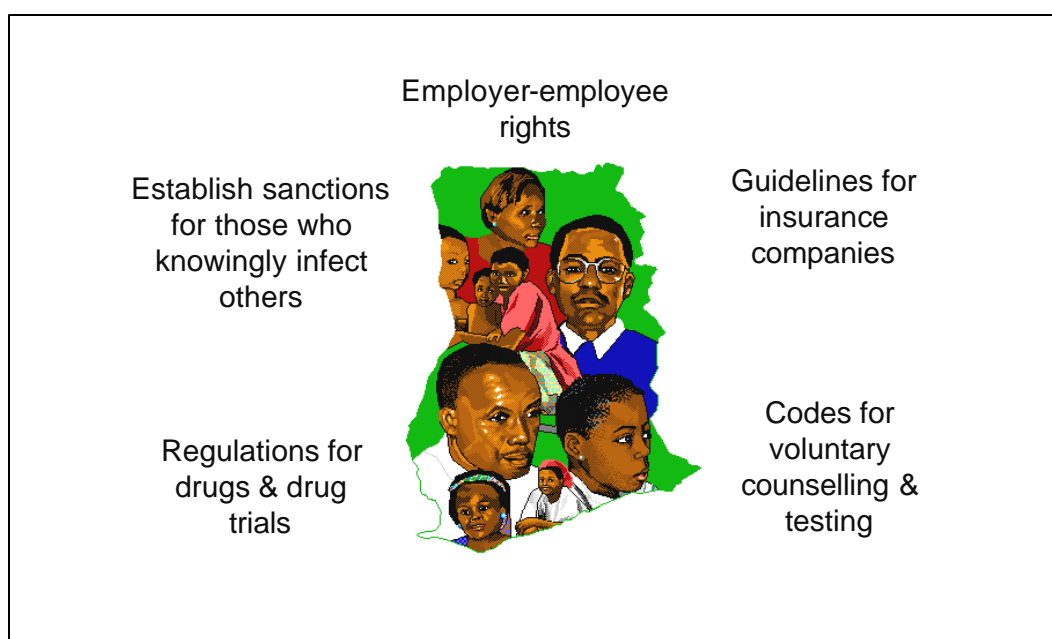 Employer-employee
rights
Establish sanctions
for those who
knowingly infect
others
Guidelines for
insurance
companies
Regulations for
drugs & drug
trials
Codes for
voluntary
counselling &
testing